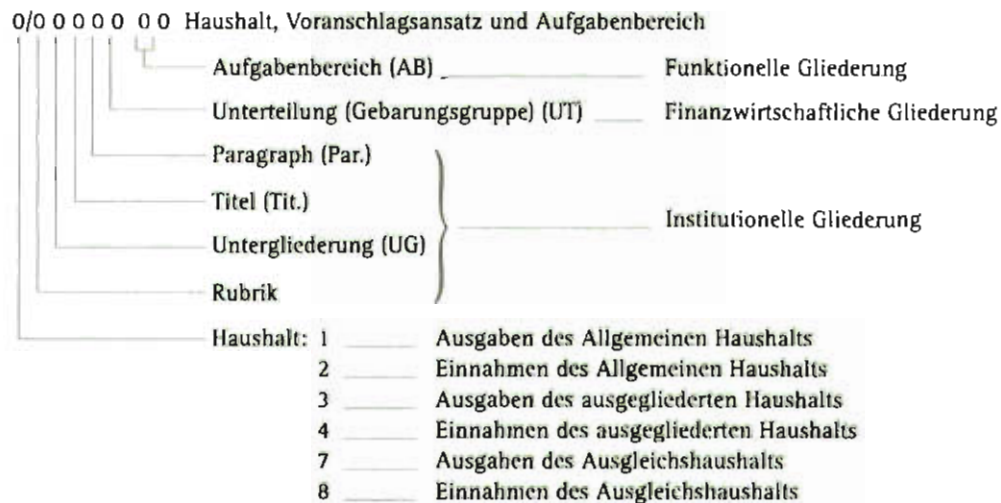 0/0 0 0 0 0 0 0 Haushalt, Voranschlagsansatz und Aufgabenbereich
Aufgabenbereich (AB) Funktionelle Gliederung
Unterteilung (Gebarungsgruppe) (UT) Finanzwirtschaftliche Gliederung
Paragraph (Par.)
Titel (Tit.)
Institutionelle Gliederung
Untergliederung (UG)
Rubrik
Haushalt: 1 Ausgaben des Allgemeinen Haushalts
2 Einnahmen des Allgemeinen Haushalts
3 Ausgaben des ausgegliederten Haushalts
4 Einnahmen des ausgegliederten Haushalts
7 Ausgaben des Ausgleichshaushalts
8 Einnahmen des Ausgleichshaushalts